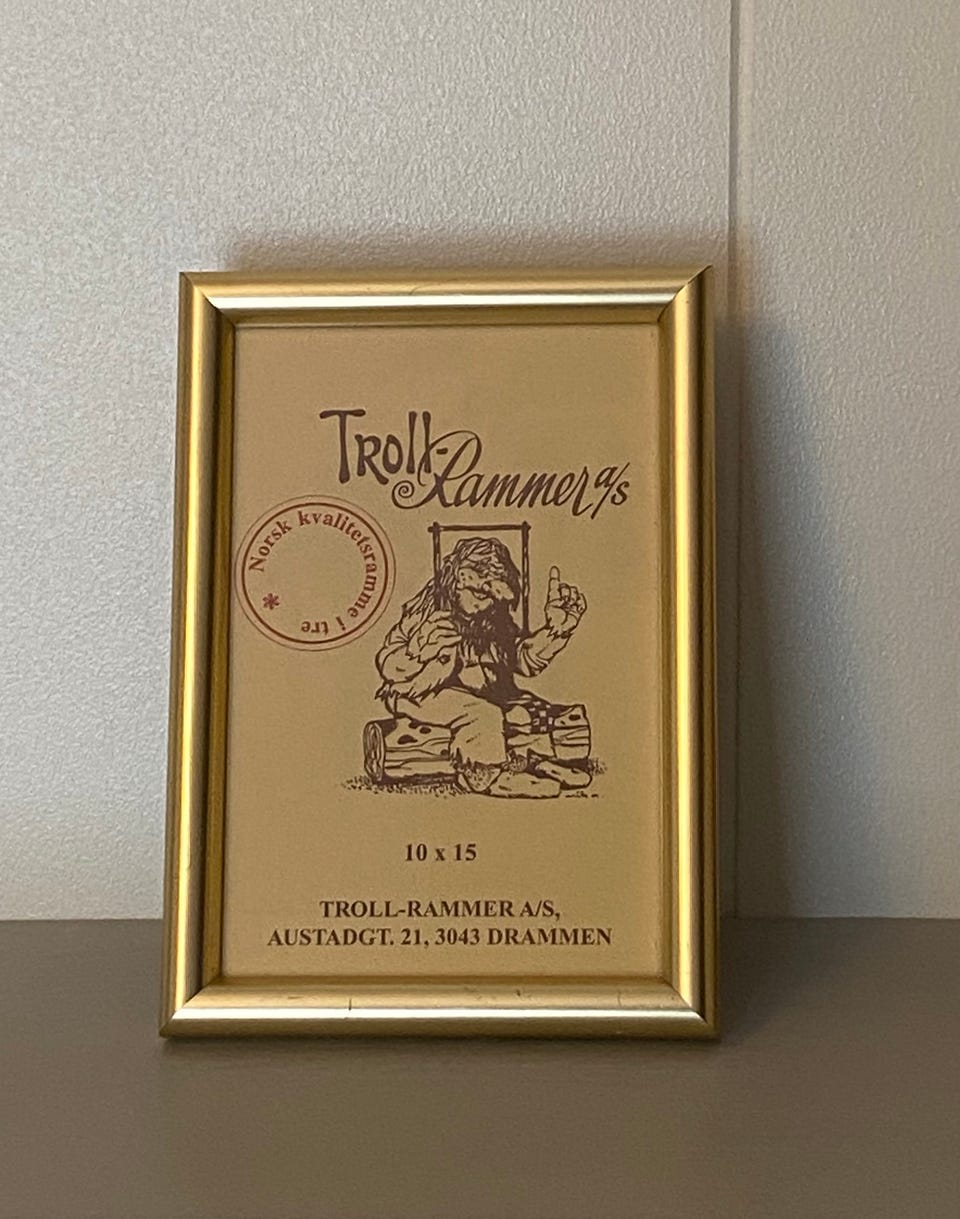 Troll-Rammer a/s
Norsk kvalitetsramme i tre *
10 x 15
TROLL-RAMMER A/S,
AUSTADGT. 21, 3043 DRAMMEN